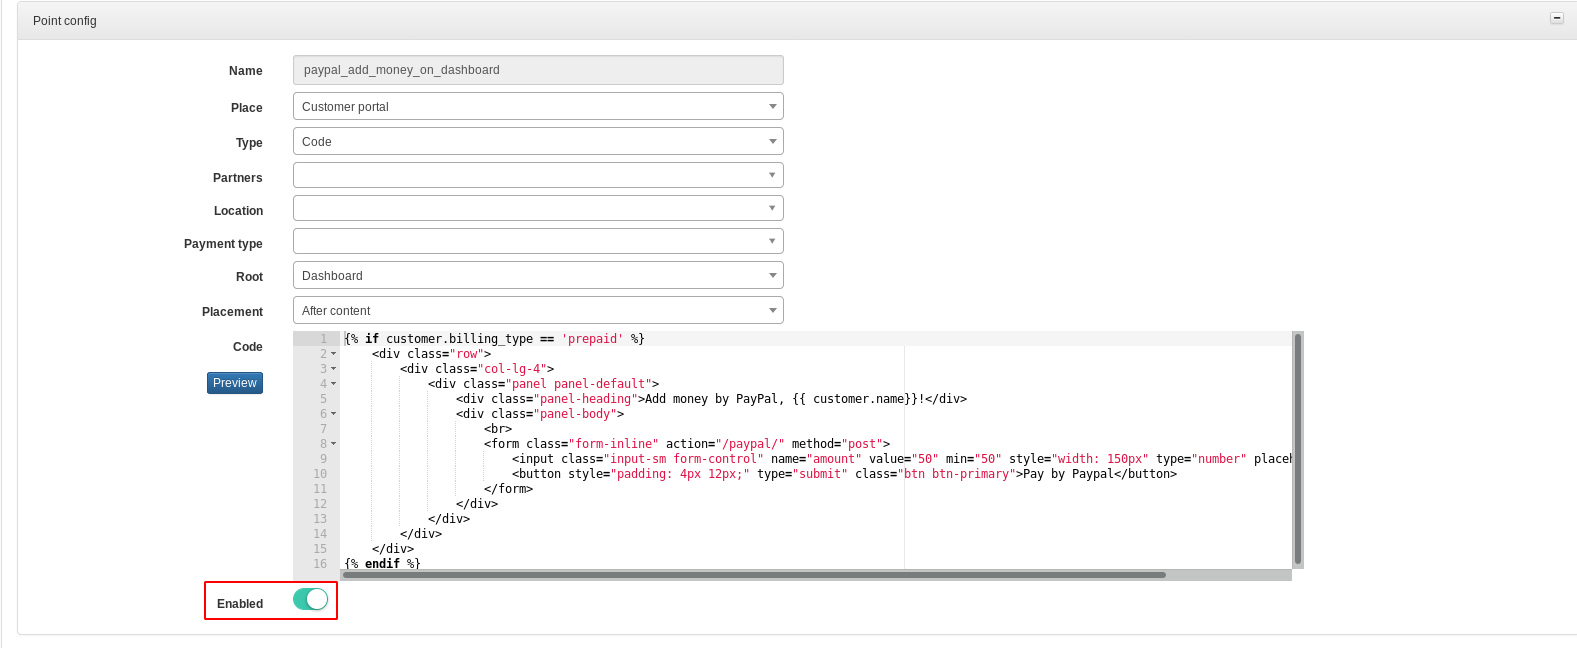 Point config
Name paypal_add_money_on_dashboard
Place Customer portal
Type Code
Partners
Location
Payment type
Root Dashboard
Placement After content
Code
Preview
1 {% if customer.billing_type == 'prepaid' %}
2 <div class="row">
3 <div class="col-lg-4">
4 <div class="panel panel-default">
5 <div class="panel-heading">Add money by PayPal, {{ customer.name}}!</div>
6 <div class="panel-body">
7 <br>
8 <form class="form-inline" action="/paypal/" method="post">
9 <input class="input-sm form-control" name="amount" value="50" min="50" style="width: 150px" type="number" placeh
10 <button style="padding: 4px 12px;" type="submit" class="btn btn-primary">Pay by Paypal</button>
11 </form>
12 </div>
13 </div>
14 </div>
15 </div>
16 {% endif %}
Enabled